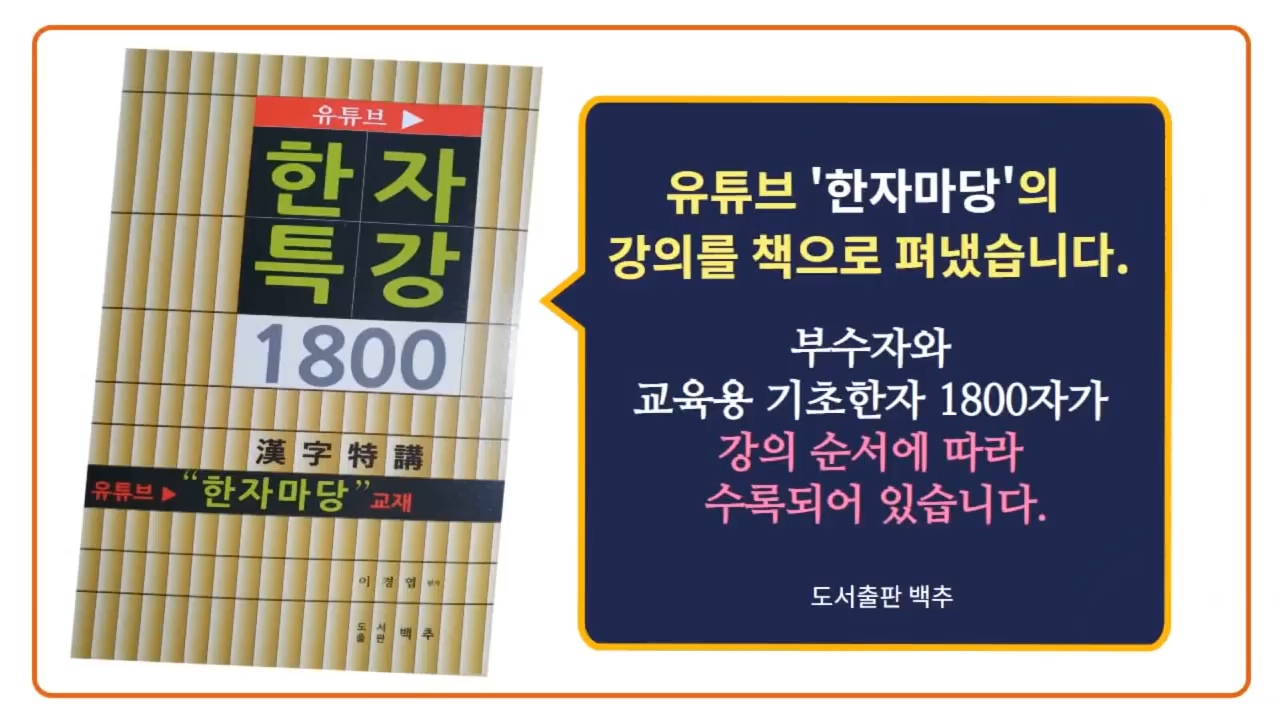 유튜브 ▶
한자
특강
1800
漢字特講
유튜브 ▶ “한자마당” 교재
이경엽 편저
도서출판 백추
유튜브 '한자마당'의
강의를 책으로 펴냈습니다.
부수자와
교육용 기초한자 1800자가
강의 순서에 따라
수록되어 있습니다.
도서출판 백추